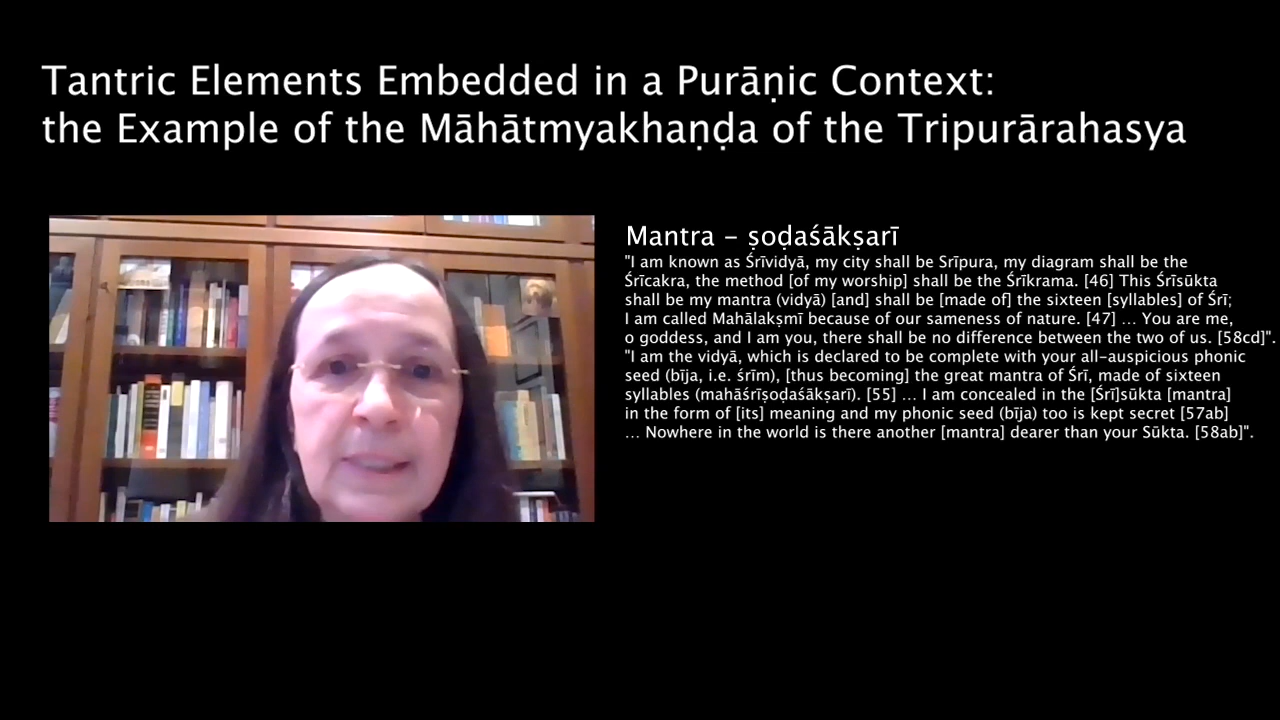 Tantric Elements Embedded in a Purāṇic Context:
the Example of the Māhātmyakhaṇḍa of the Tripurārahasya
Mantra – ṣoḍaśākṣarī
"I am known as Śrīvidyā, my city shall be Srīpura, my diagram shall be the
Śrīcakra, the method [of my worship] shall be the Śrīkrama. [46] This Śrīsūkta
shall be my mantra (vidyā) [and] shall be [made of] the sixteen [syllables] of Śrī;
I am called Mahālakṣmī because of our sameness of nature. [47] … You are me,
o goddess, and I am you, there shall be no difference between the two of us. [58cd]".
"I am the vidyā, which is declared to be complete with your all-auspicious phonic
seed (bīja, i.e. śrīm), [thus becoming] the great mantra of Śrī, made of sixteen
syllables (mahāśrīṣoḍaśākṣarī). [55] … I am concealed in the [Śrī]sūkta [mantra]
in the form of [its] meaning and my phonic seed (bīja) too is kept secret [57ab]
… Nowhere in the world is there another [mantra] dearer than your Sūkta. [58ab]".